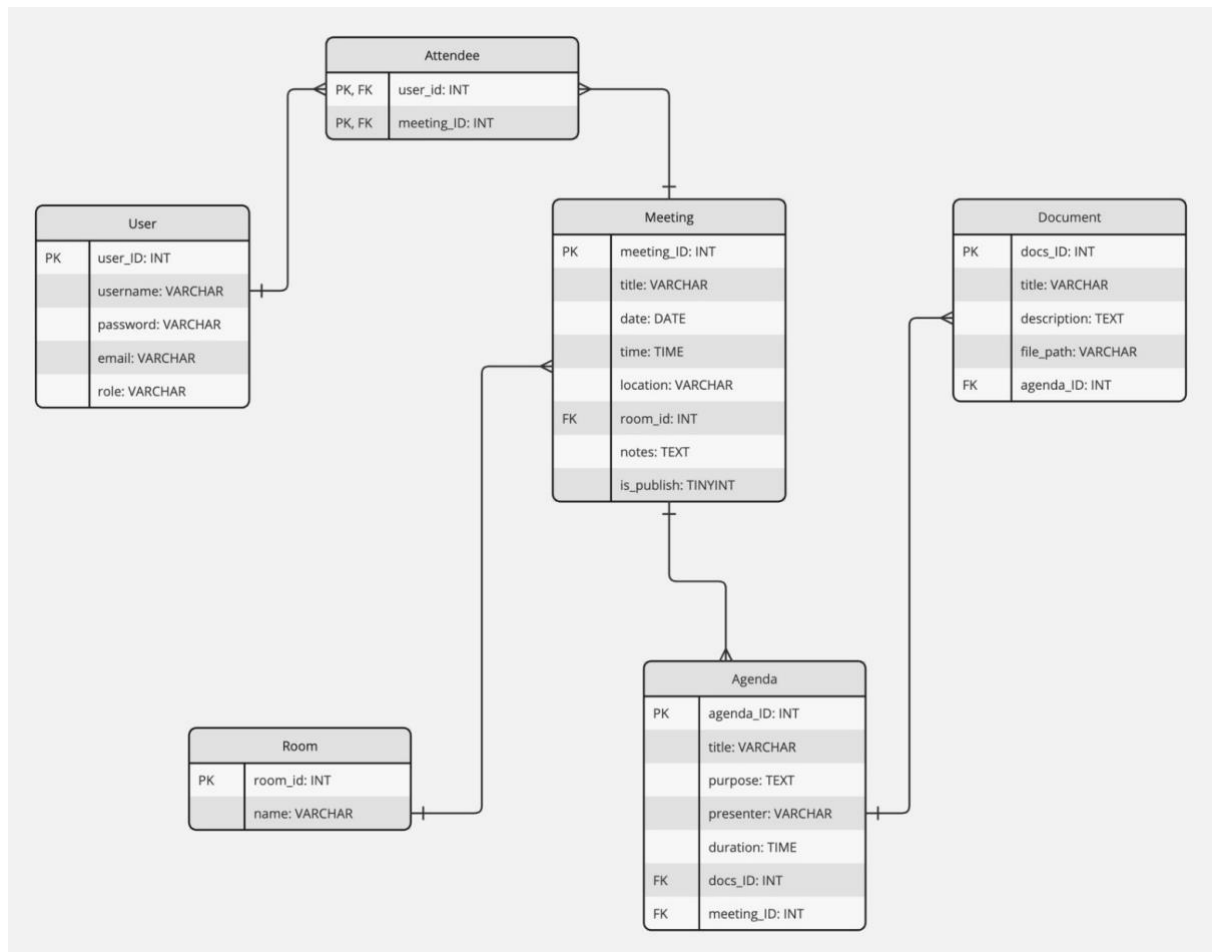 Attendee
PK, FK user_id: INT
PK, FK meeting_ID: INT
User
PK user_ID: INT
username: VARCHAR
password: VARCHAR
email: VARCHAR
role: VARCHAR
Meeting
PK meeting_ID: INT
title: VARCHAR
date: DATE
time: TIME
location: VARCHAR
FK room_id: INT
notes: TEXT
is_publish: TINYINT
Document
PK docs_ID: INT
title: VARCHAR
description: TEXT
file_path: VARCHAR
FK agenda_ID: INT
Room
PK room_id: INT
name: VARCHAR
Agenda
PK agenda_ID: INT
title: VARCHAR
purpose: TEXT
presenter: VARCHAR
duration: TIME
FK docs_ID: INT
FK meeting_ID: INT